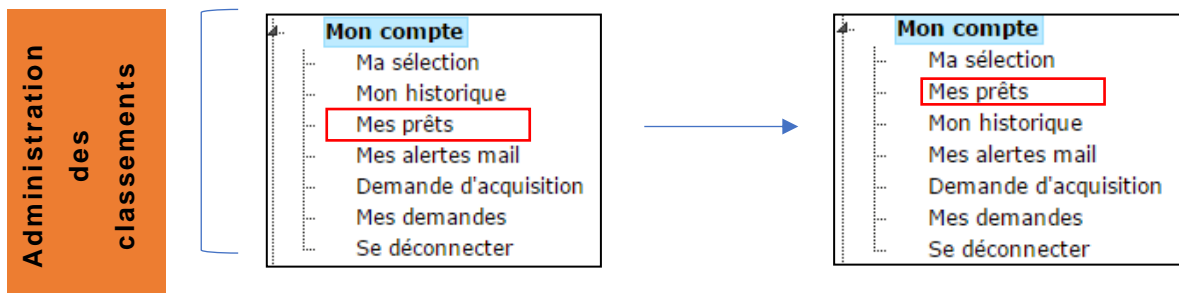 Administration
des
classements
Mon compte
Ma sélection
Mon historique
Mes prêts
Mes alertes mail
Demande d'acquisition
Mes demandes
Se déconnecter
Mon compte
Ma sélection
Mes prêts
Mon historique
Mes alertes mail
Demande d'acquisition
Mes demandes
Se déconnecter